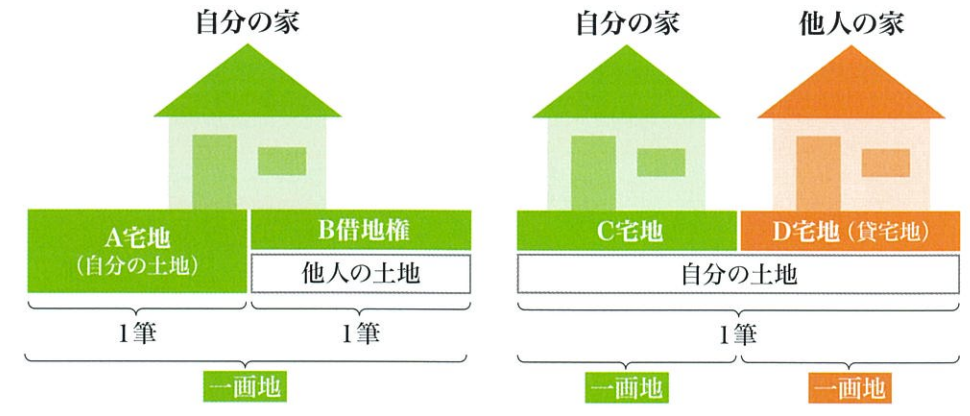 自分の家
A宅地
(自分の土地)
B借地権
他人の土地
1筆
1筆
一画地
自分の家
他人の家
C宅地
D宅地(貸宅地)
自分の土地
1筆
一画地
一画地